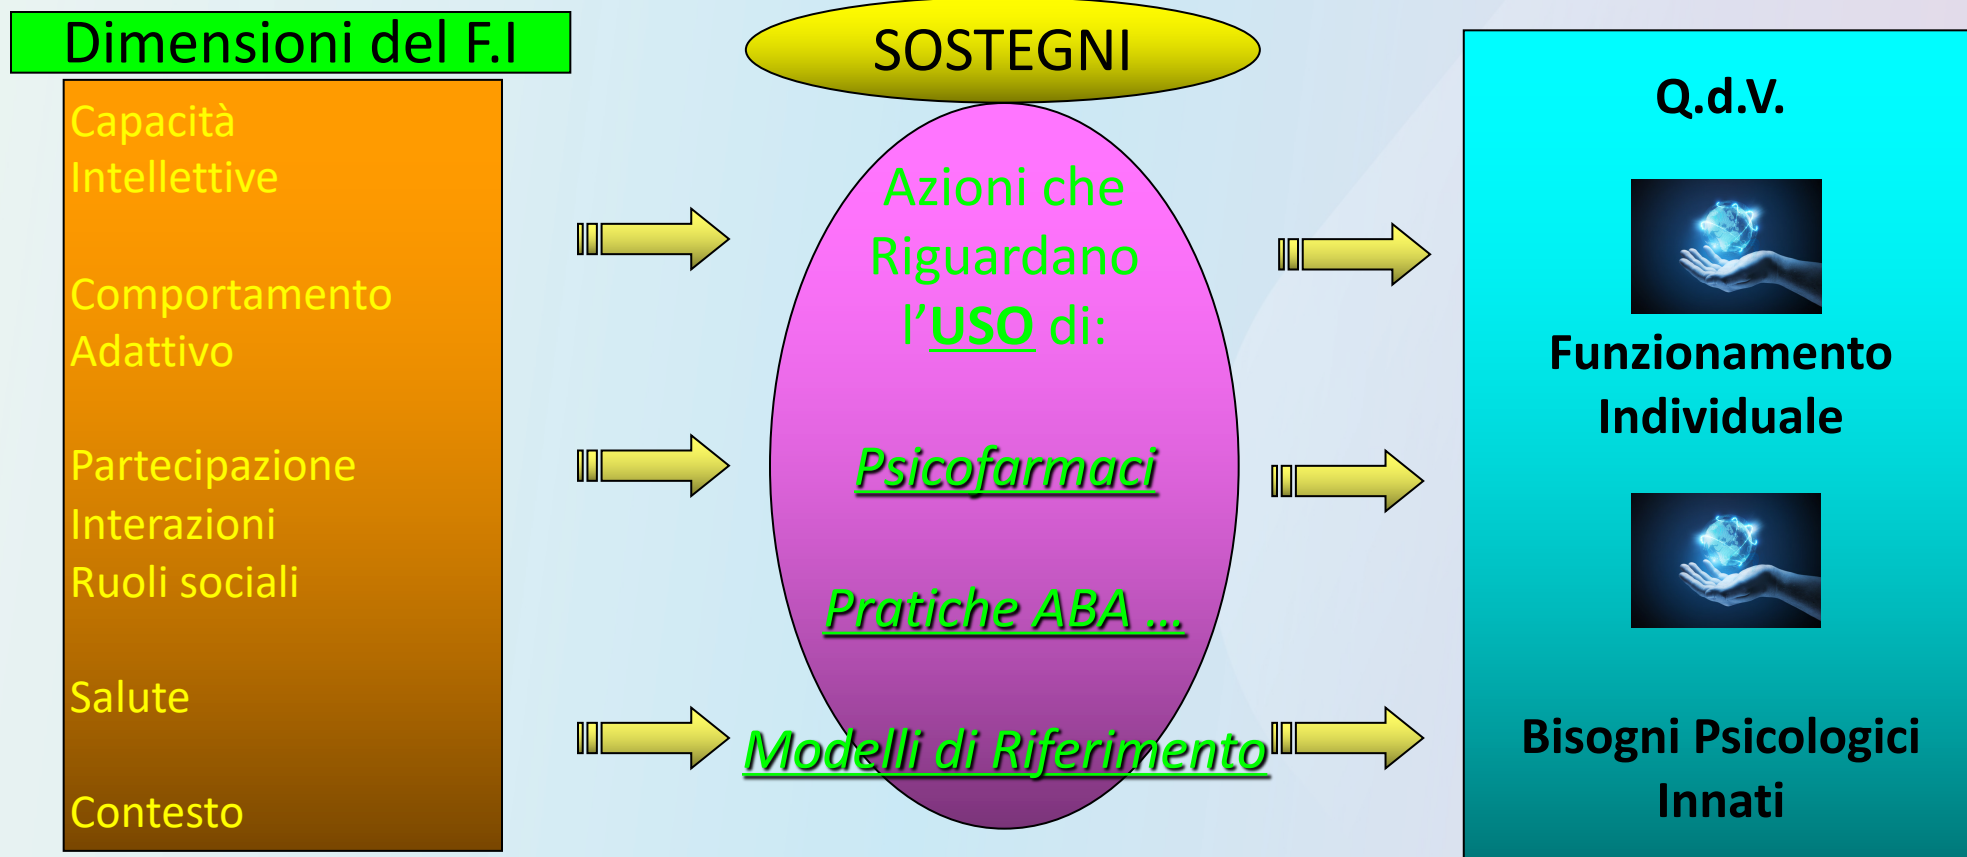 Dimensioni del F.I
Capacità
Intellettive
Comportamento
Adattivo
Partecipazione
Interazioni
Ruoli sociali
Salute
Contesto
SOSTEGNI
Azioni che
Riguardano
l’USO di:
Psicofarmaci
Pratiche ABA ...
Modelli di Riferimento
Q.d.V.
Funzionamento
Individuale
Bisogni Psicologici
Innati